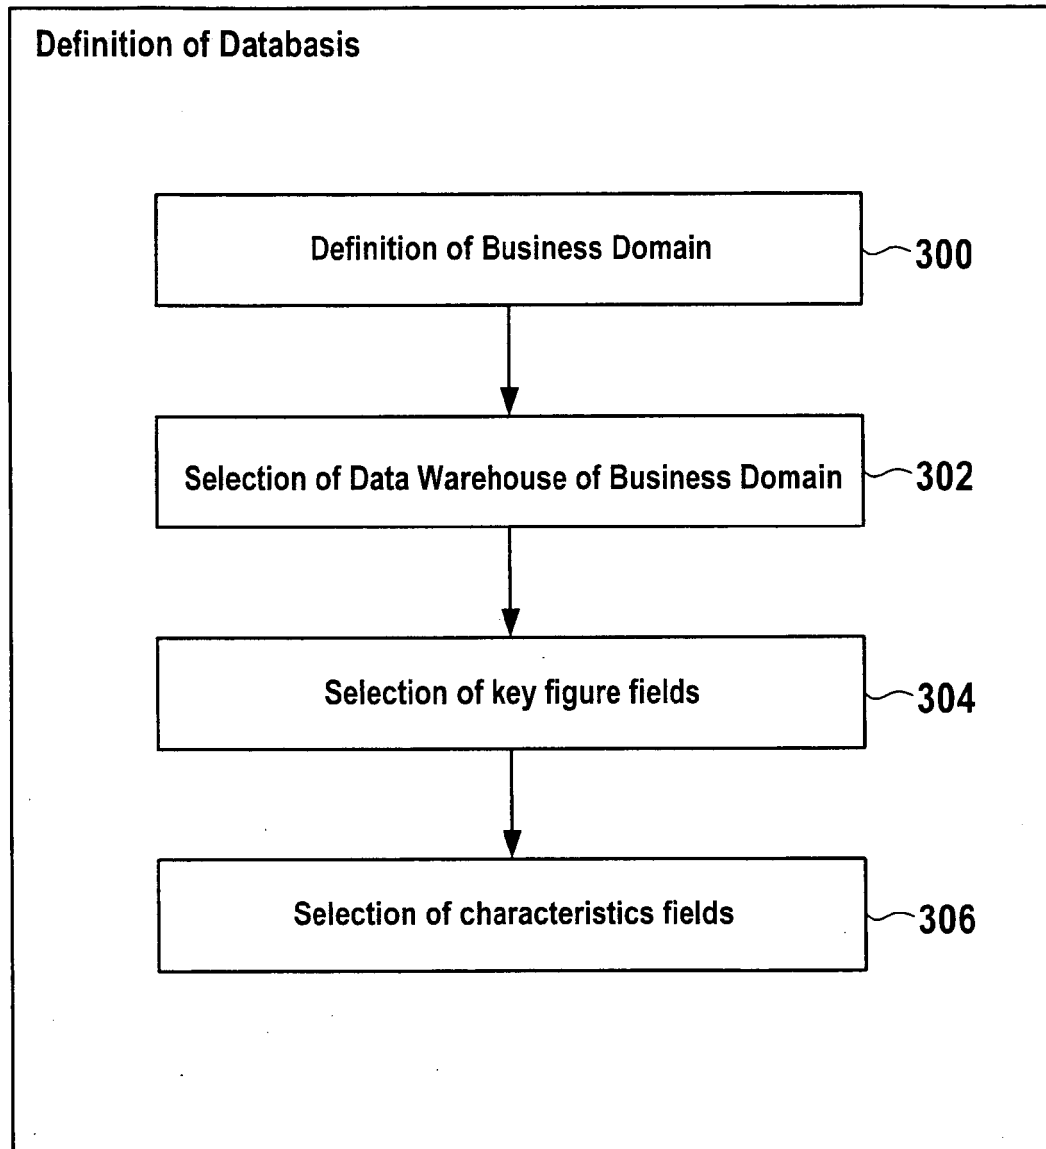 Definition of Databasis
Definition of Business Domain
300
Selection of Data Warehouse of Business Domain
302
Selection of key figure fields
304
Selection of characteristics fields
306